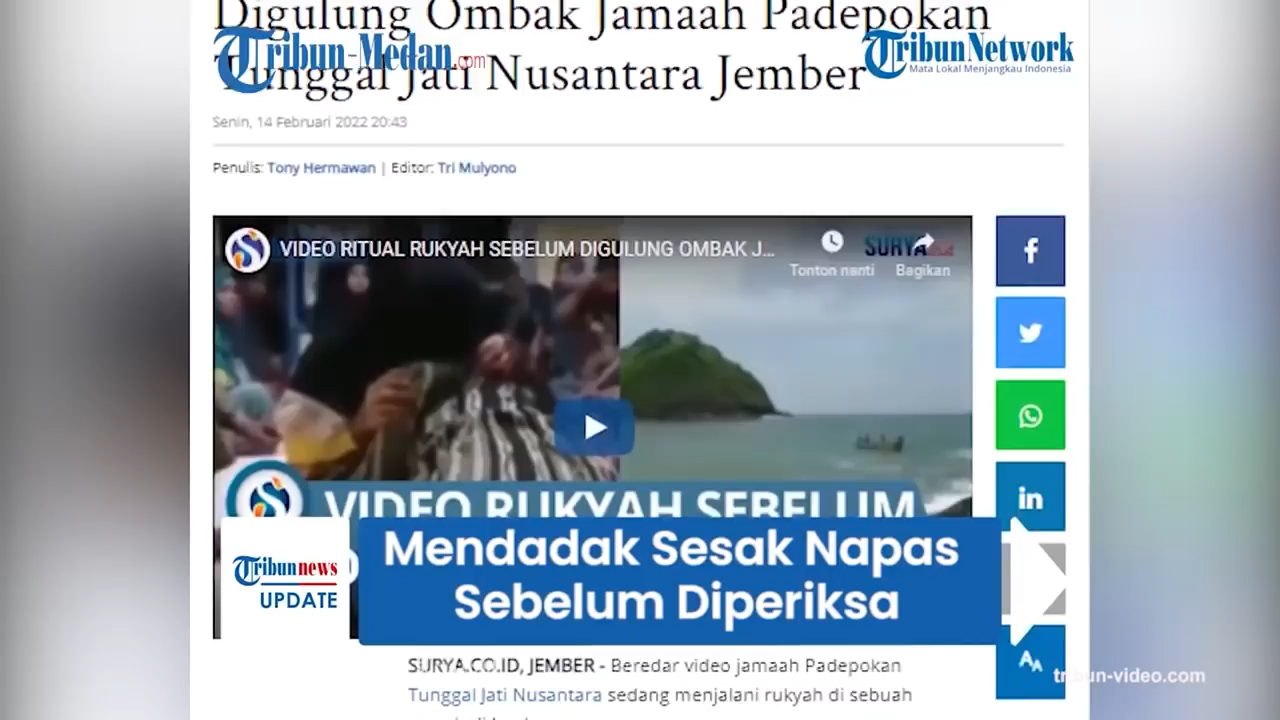 Digulung Ombak Jamaah Padepokan
Tribun-Medan.com
TribunNetwork
Mata Lokal Menjangkau Indonesia
Tunggal Jati Nusantara Jember
Senin, 14 Februari 2022 20:43
Penulis: Tony Hermawan | Editor: Tri Mulyono
VIDEO RITUAL RUKYAH SEBELUM DIGULUNG OMBAK J...
Tonton nanti
Bagikan
SURYA
VIDEO RUKYAH SEBELUM
Tribunnews
UPDATE
Mendadak Sesak Napas
Sebelum Diperiksa
SURYA.CO.ID, JEMBER - Beredar video jamaah Padepokan
Tunggal Jati Nusantara sedang menjalani rukyah di sebuah
tribun-video.com